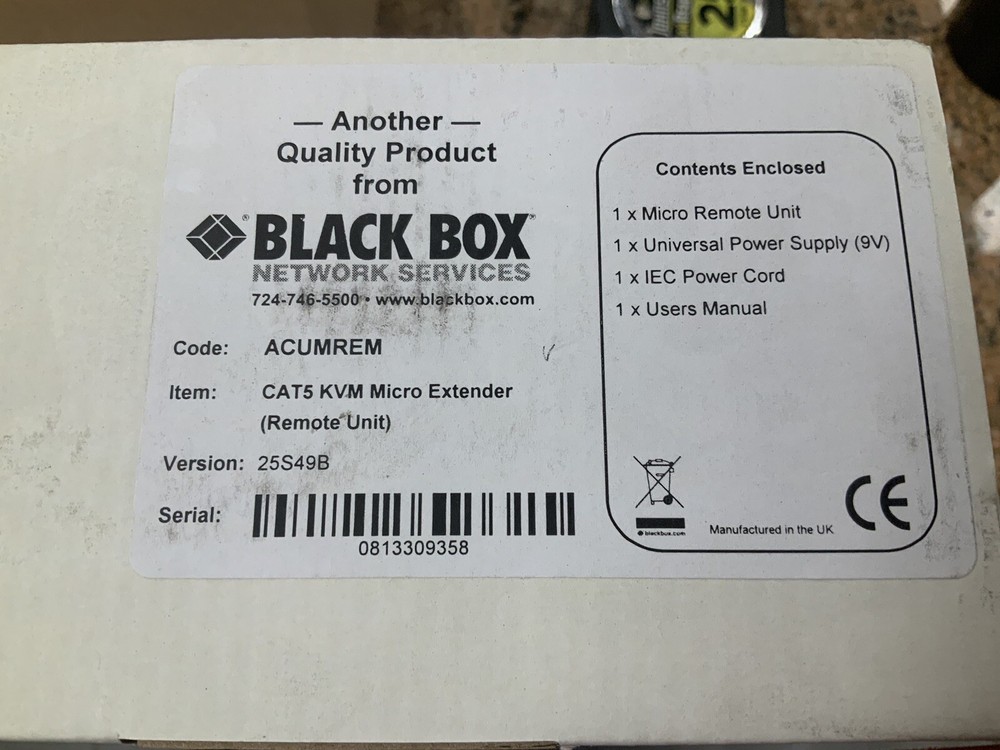 — Another —
Quality Product
from
BLACK BOX®
NETWORK SERVICES
724-746-5500 • www.blackbox.com
Code: ACUMREM
Item: CAT5 KVM Micro Extender
(Remote Unit)
Version: 25S49B
Serial:
0813309358
Contents Enclosed
1 x Micro Remote Unit
1 x Universal Power Supply (9V)
1 x IEC Power Cord
1 x Users Manual
blackbox.com
Manufactured in the UK
CE